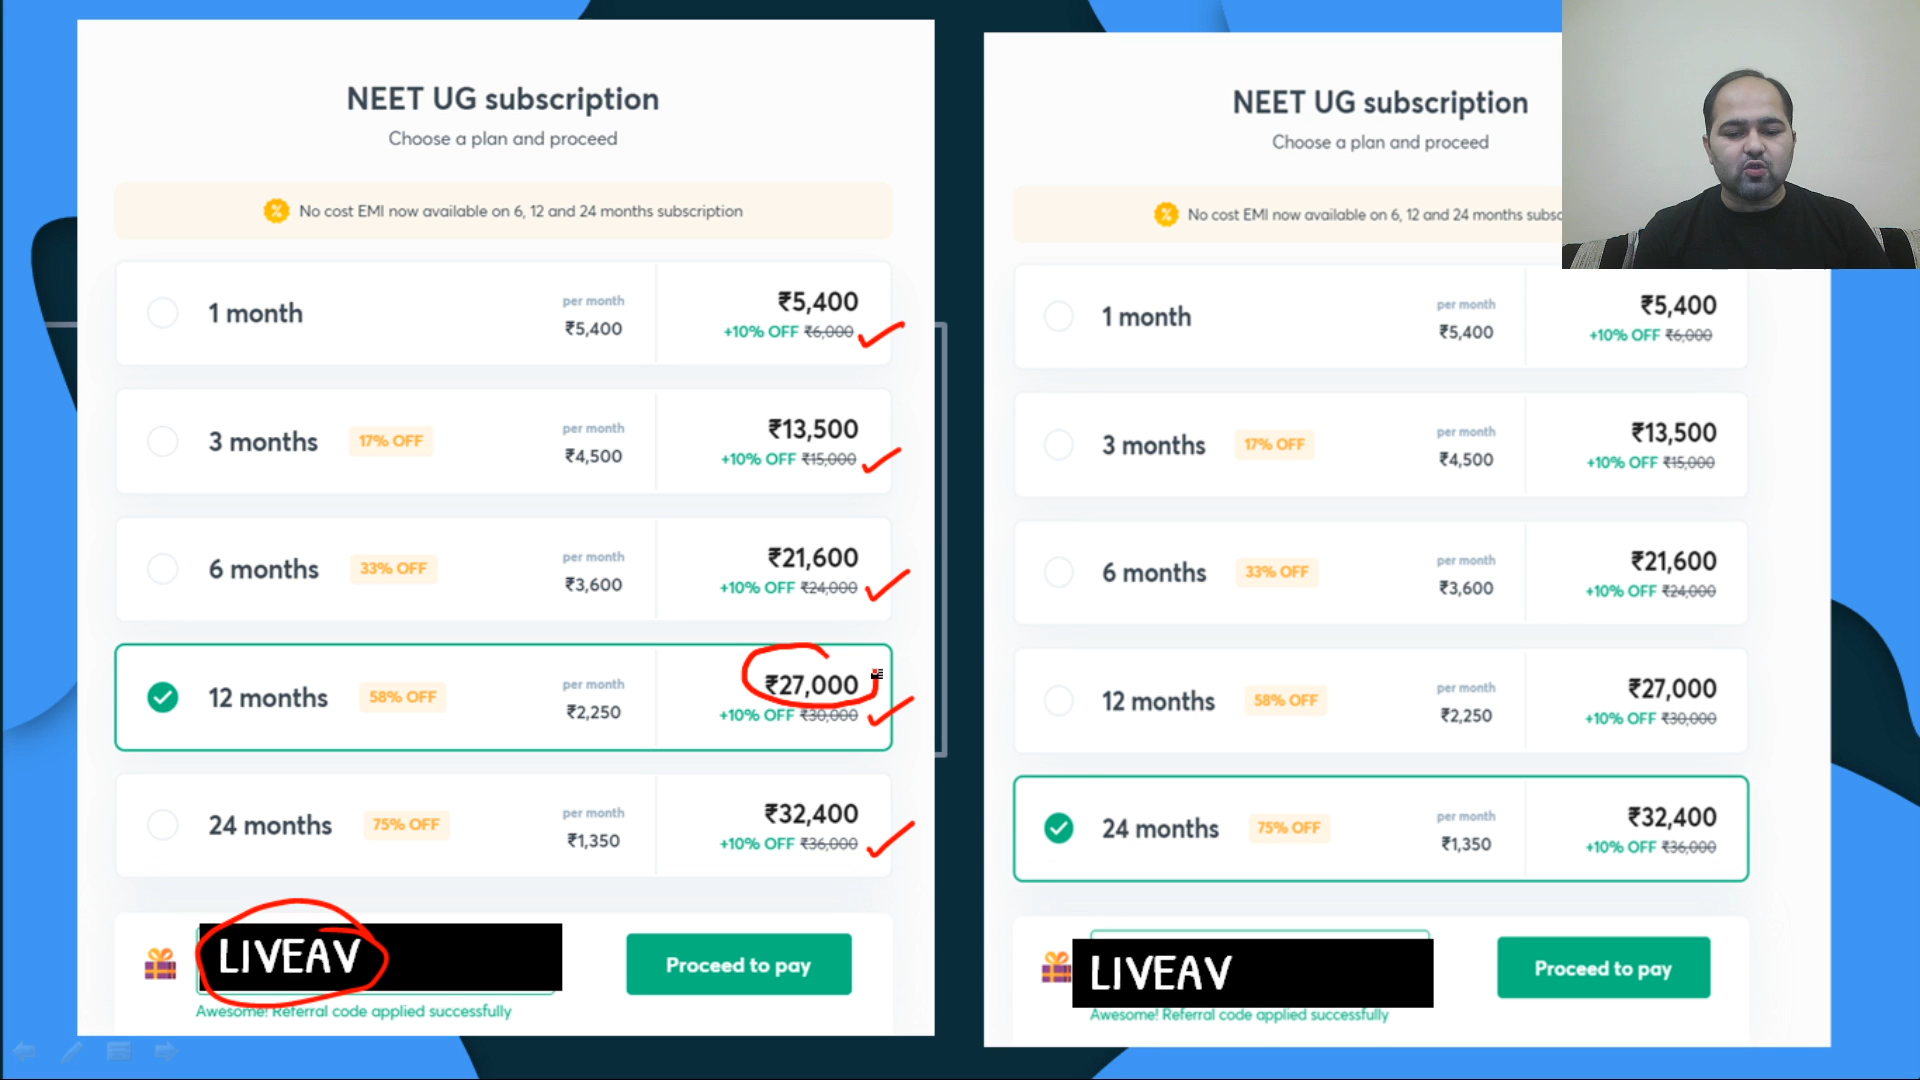 NEET UG subscription
Choose a plan and proceed
No cost EMI now available on 6, 12 and 24 months subscription
1 month
per month
₹5,400
₹5,400
+10% OFF ₹6,000
3 months
17% OFF
per month
₹4,500
₹13,500
+10% OFF ₹15,000
6 months
33% OFF
per month
₹3,600
₹21,600
+10% OFF ₹24,000
12 months
58% OFF
per month
₹2,250
₹27,000
+10% OFF ₹30,000
24 months
75% OFF
per month
₹1,350
₹32,400
+10% OFF ₹36,000
LIVEAV
Proceed to pay
Awesome! Referral code applied successfully
NEET UG subscription
Choose a plan and proceed
No cost EMI now available on 6, 12 and 24 months
1 month
per month
₹5,400
₹5,400
+10% OFF ₹6,000
3 months
17% OFF
per month
₹4,500
₹13,500
+10% OFF ₹15,000
6 months
33% OFF
per month
₹3,600
₹21,600
+10% OFF ₹24,000
12 months
58% OFF
per month
₹2,250
₹27,000
+10% OFF ₹30,000
24 months
75% OFF
per month
₹1,350
₹32,400
+10% OFF ₹36,000
LIVEAV
Proceed to pay
Awesome! Referral code applied successfully